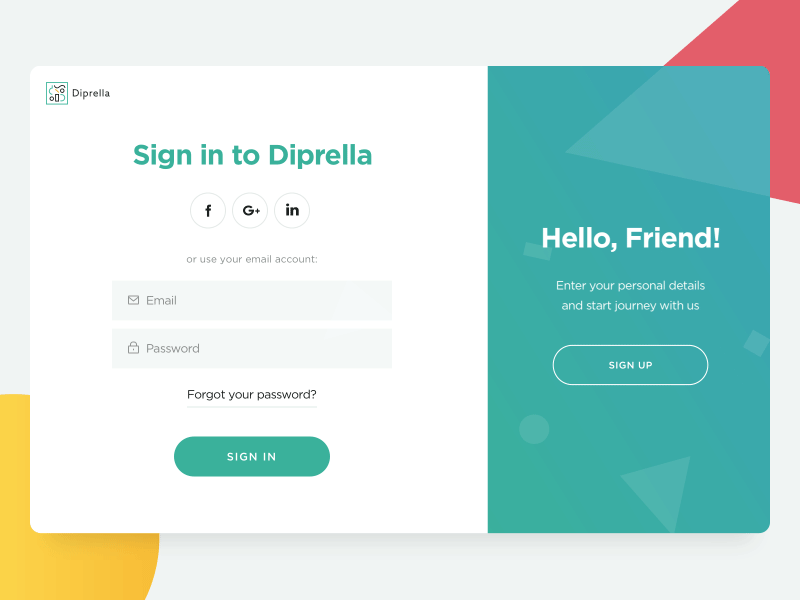 Diprella
Sign in to Diprella
f
G+
in
or use your email account:
Email
Password
Forgot your password?
SIGN IN
Hello, Friend!
Enter your personal details
and start journey with us
SIGN UP